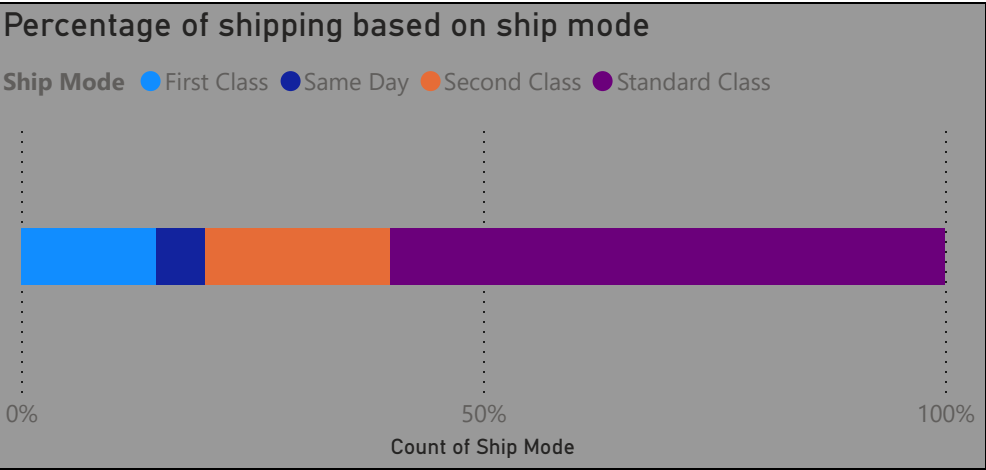 Percentage of shipping based on ship mode
Ship Mode First Class Same Day Second Class Standard Class
0% 50% 100%
Count of Ship Mode